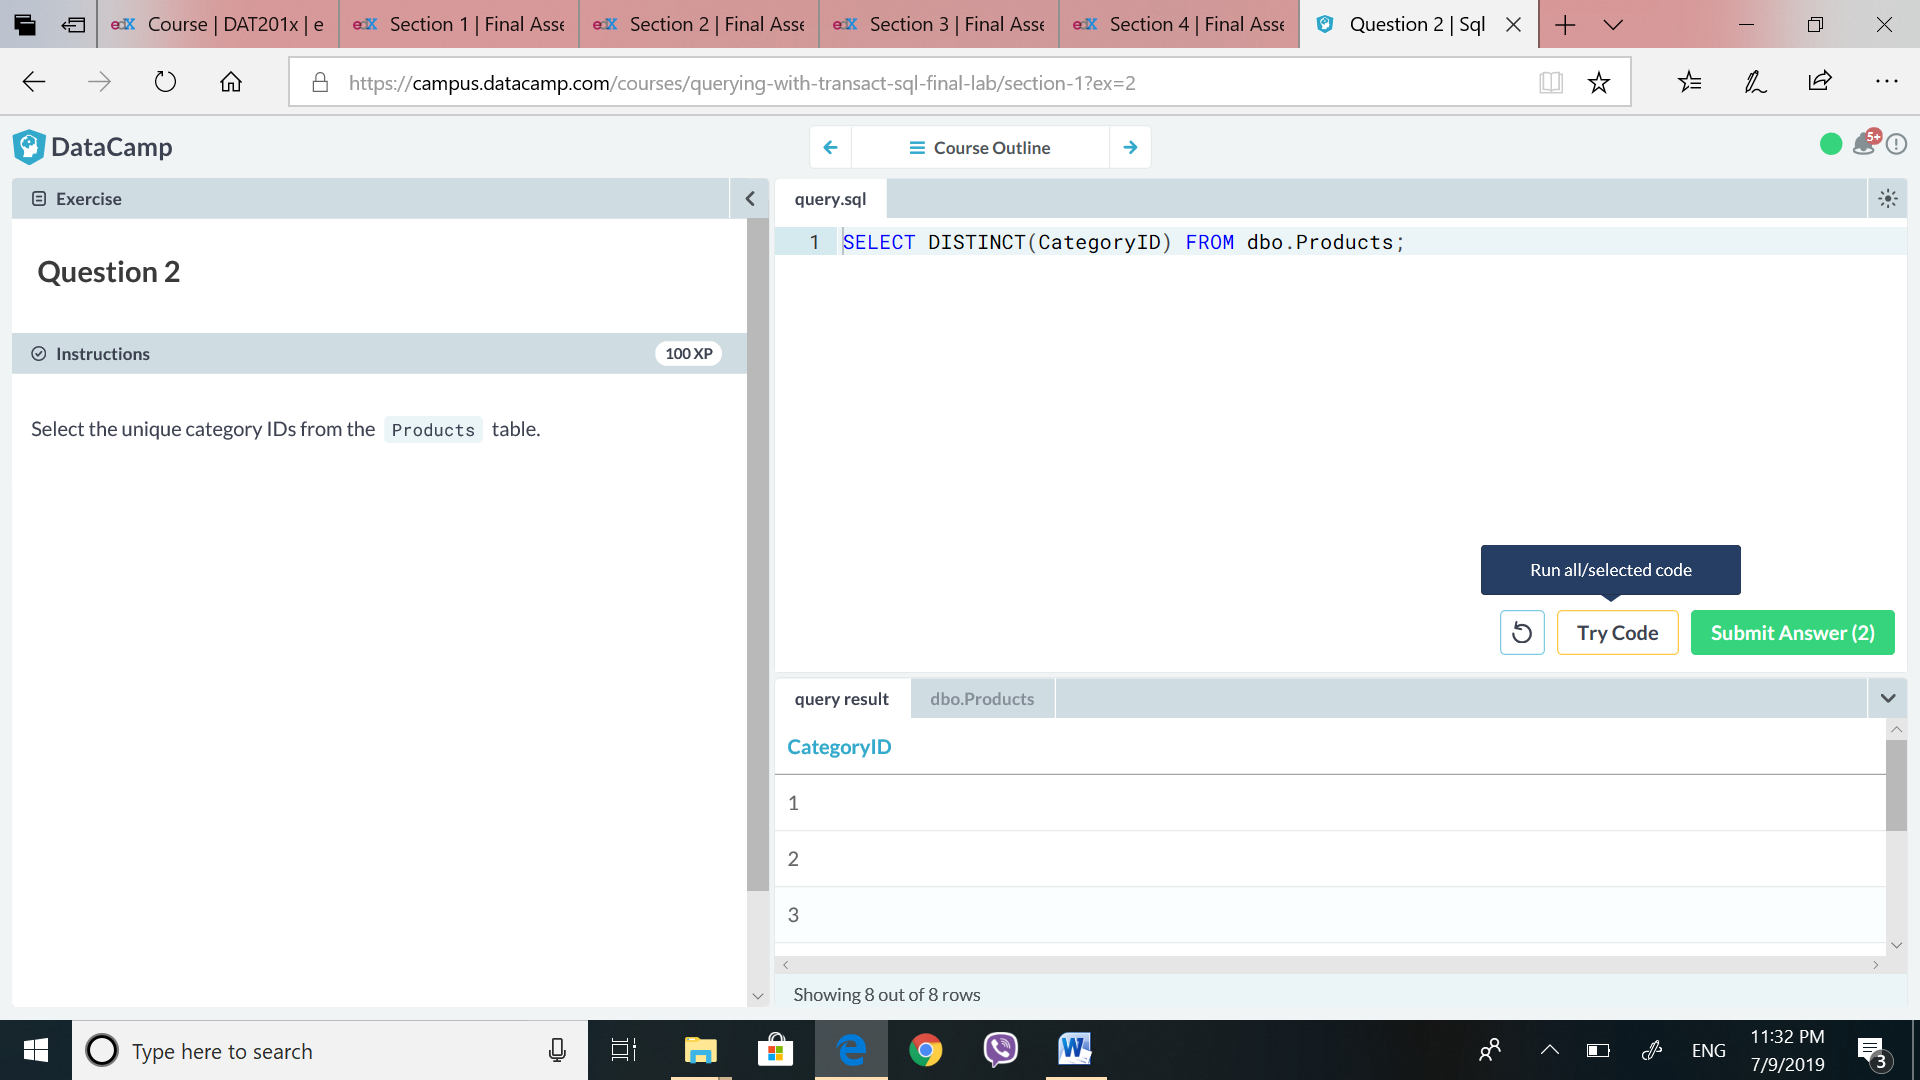 Course | DAT201x | e
edX Section 1 | Final Asse
edX Section 2 | Final Asse
edX Section 3 | Final Asse
edX Section 4 | Final Asse
Question 2 | Sql
https://campus.datacamp.com/courses/querying-with-transact-sql-final-lab/section-1?ex=2
DataCamp
Course Outline
5+
Exercise
Question 2
Instructions
100 XP
Select the unique category IDs from the Products table.
query.sql
1 SELECT DISTINCT(CategoryID) FROM dbo.Products;
Run all/selected code
Try Code
Submit Answer (2)
query result
dbo.Products
CategoryID
1
2
3
Showing 8 out of 8 rows
Type here to search
ENG
11:32 PM
7/9/2019
3